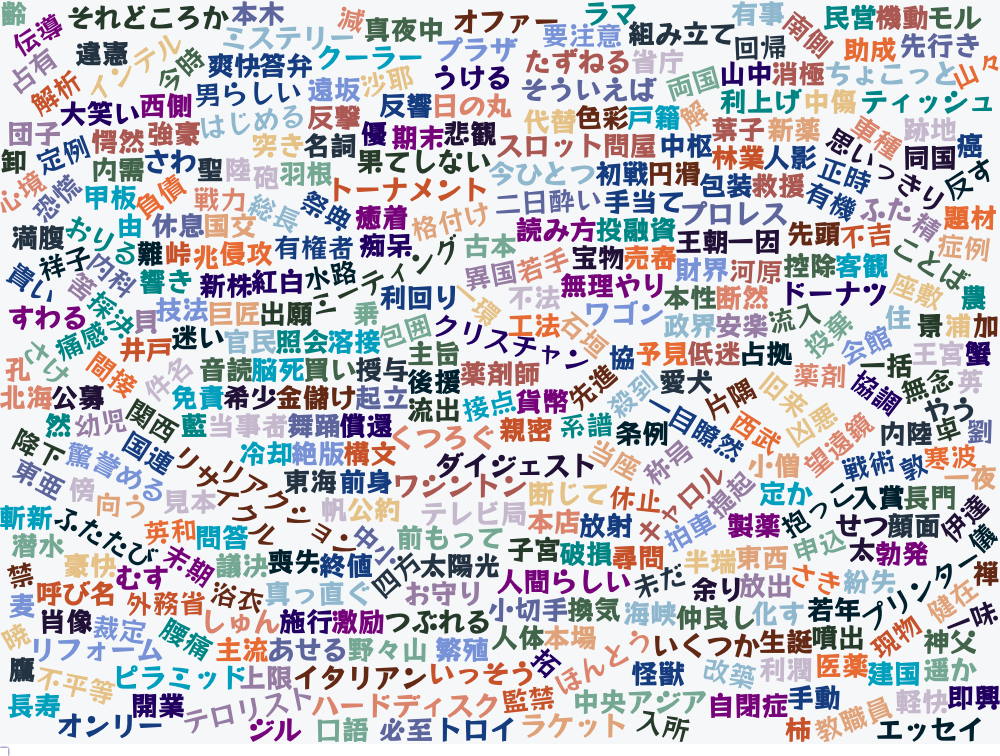 齢
それどころか
本木
減
真夜中
オファー
ラマ
有事
南側
民営
機動
モル
伝導
違憲
ミステリー
クーラー
プラザ
要注意
組み立て
回帰
助成
先行き
占有
解析
インテル
今時
爽快
答弁
うける
たずねる
省庁
両国
山中
消極
ちょこっと
山々
大笑い
西側
男らしい
遠坂
沙耶
反響
日の丸
そういえば
利上げ
中傷
ティッシュ
団子
愕然
強豪
はじめる
反撃
優
期末
悲観
代替
色彩
戸籍
解
葉子
新薬
車種
跡地
癌
卸
定例
内需
さわ
聖
突き
名詞
果てしない
スロット
問屋
中枢
林業
人影
思いっきり
同国
反す
心境
恐慌
甲板
負債
陸
砲
羽根
トーナメント
今ひとつ
初戦
円滑
包装
救援
正時
有機
ふた
精
題材
満腹
おりる
由
休息
国交
戦力
総長
祭典
癒着
格付け
二日酔い
手当て
プロレス
症例
祥子
内科
難
峠
兆
侵攻
有権者
痴呆
ミーティング
古本
読み方
投融資
王朝
一因
先頭
不吉
ことば
貴い
答
響き
新株
紅白
水路
異国
若手
宝物
売春
財界
河原
控除
客観
座敷
農
すわる
探決
貝
技法
巨匠
出願
乗
利回り
一環
不法
無理やり
本性
断然
ドーナツ
痛感
迷い
官民
照会
溶接
包囲
クリスチャン
工法
石垣
ワゴン
政界
安楽
流入
投棄
会館
住
景
浦
加
孔
さけ
井戸
間接
件名
音読
脳死
買い
授与
主旨
協
予見
低迷
占拠
一括
王宮
蟹
北海
公募
免責
希少
金儲け
起立
後援
薬剤師
先進
殺到
愛犬
片隅
旧来
薬剤
協調
無念
英
然
幼児
関西
藍
当事者
舞踊
償還
流出
接点
貨幣
系譜
条例
一目瞭然
西武
凶悪
望遠鏡
内陸
やう
卓
劉
降下
驚
誉める
国連
リサイクル
冷却
絶版
横文
くつろぐ
親密
当座
称号
小僧
戦術
敦
寒波
一夜
東亜
傍
向う
見本
リアクション
東海
前身
ダイジェスト
ワシントン
断じて
休止
キャロル
提起
定か
抱っこ
入賞
長門
伊達
斬新
ふたたび
英和
問答
帆
公約
テレビ局
本店
放射
拍車
製薬
申込
せつ
顔面
儀
潜水
豪快
末期
議決
喪失
終値
中小
前もって
子宮
破損
尋問
半端
東西
太
勃発
禅
禁
むす
浴衣
四方
太陽光
人間らしい
未だ
余り
放出
さき
紛失
プリンター
健在
一味
麦
呼び名
外務省
真っ直ぐ
お守り
小切手
換気
海峡
仲良し
化す
若年
暁
肖像
裁定
腰痛
しゅん
施行
激励
つぶれる
人体
本場
ほんとう
いくつか
生誕
噴出
現物
神父
鷹
リフォーム
主流
あせる
野々山
繁殖
拓
怪獣
改築
利潤
医薬
建国
遥か
不平等
ピラミッド
上限
イタリアン
いっそう
長寿
開業
テロリスト
ハードディスク
監禁
中央アジア
自閉症
手動
軽快
即興
オンリー
ジル
口語
必至
トロイ
ラケット
入所
柿
教職員
エッセイ